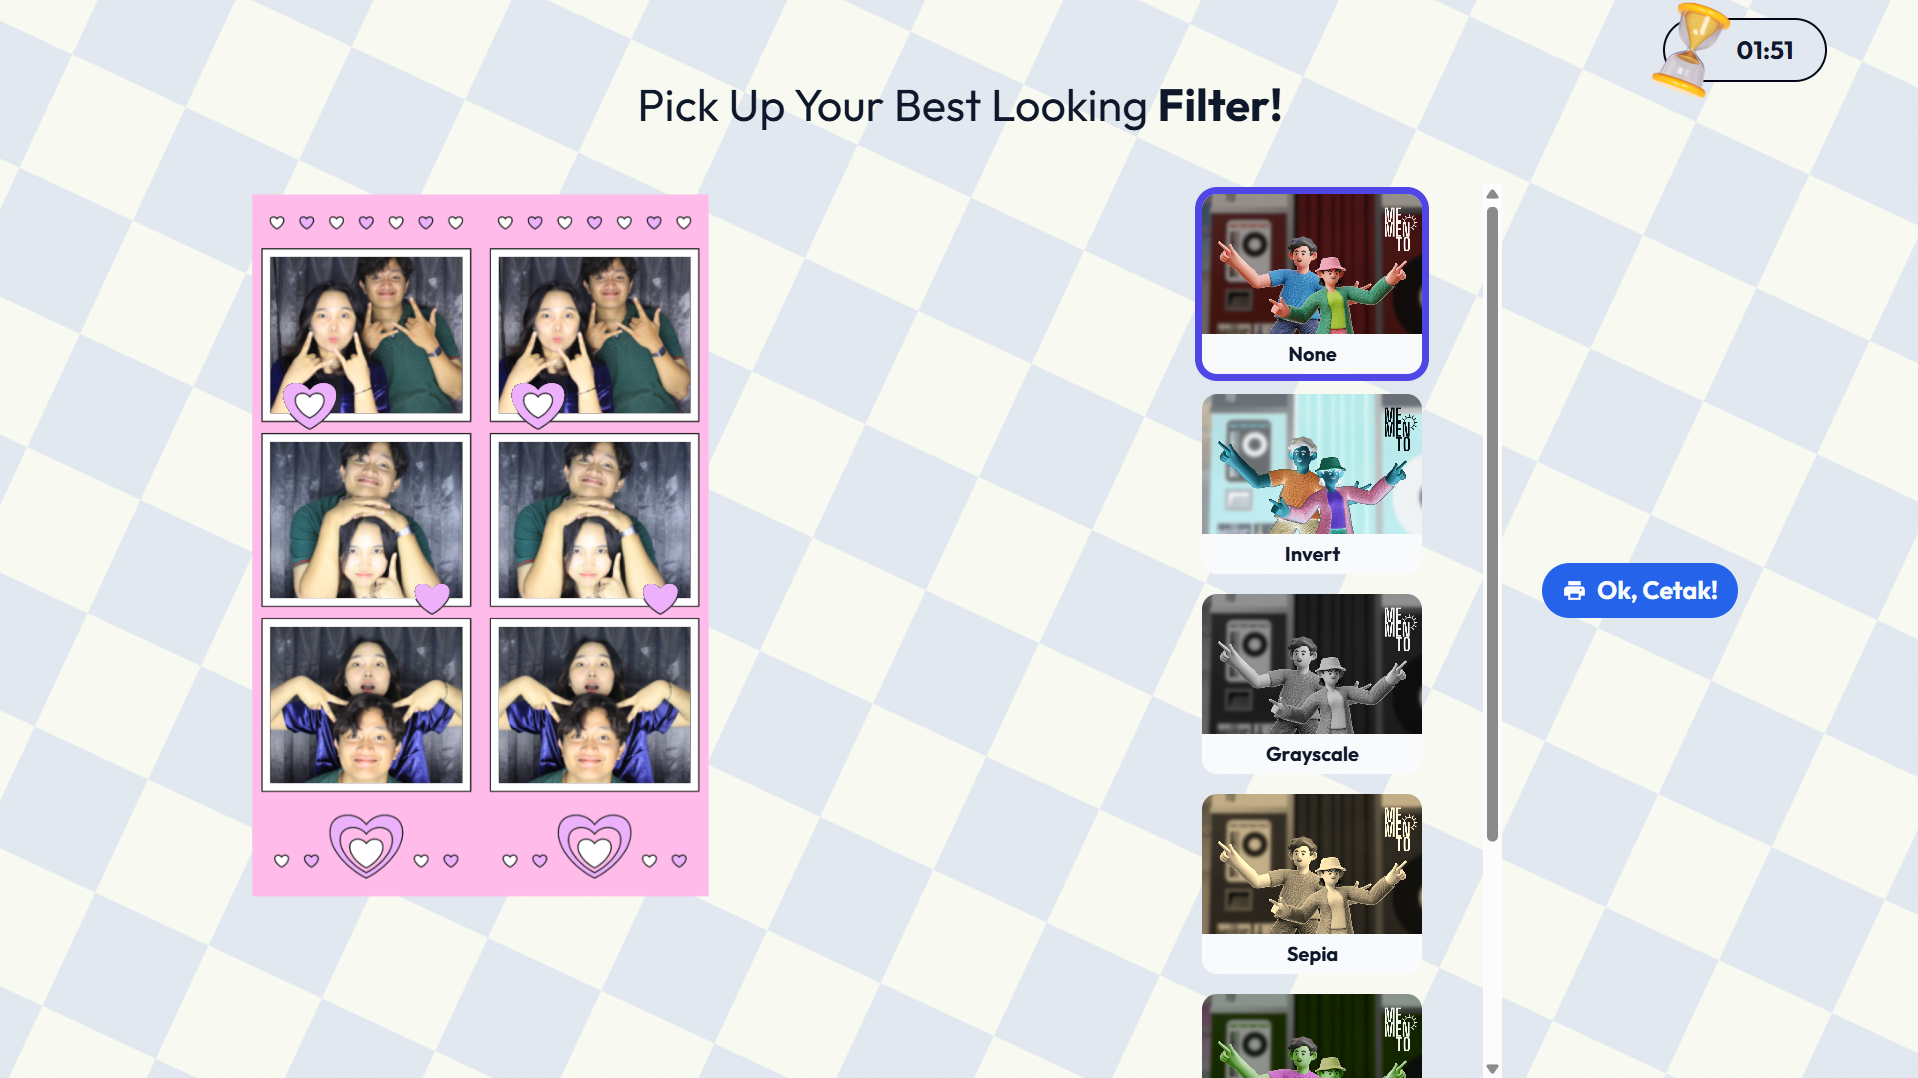 01:51
Pick Up Your Best Looking Filter!
ME
MEN
TO
None
ME
MEN
TO
Invert
ME
MEN
TO
Grayscale
ME
MEN
TO
Sepia
ME
MEN
TO
Ok, Cetak!